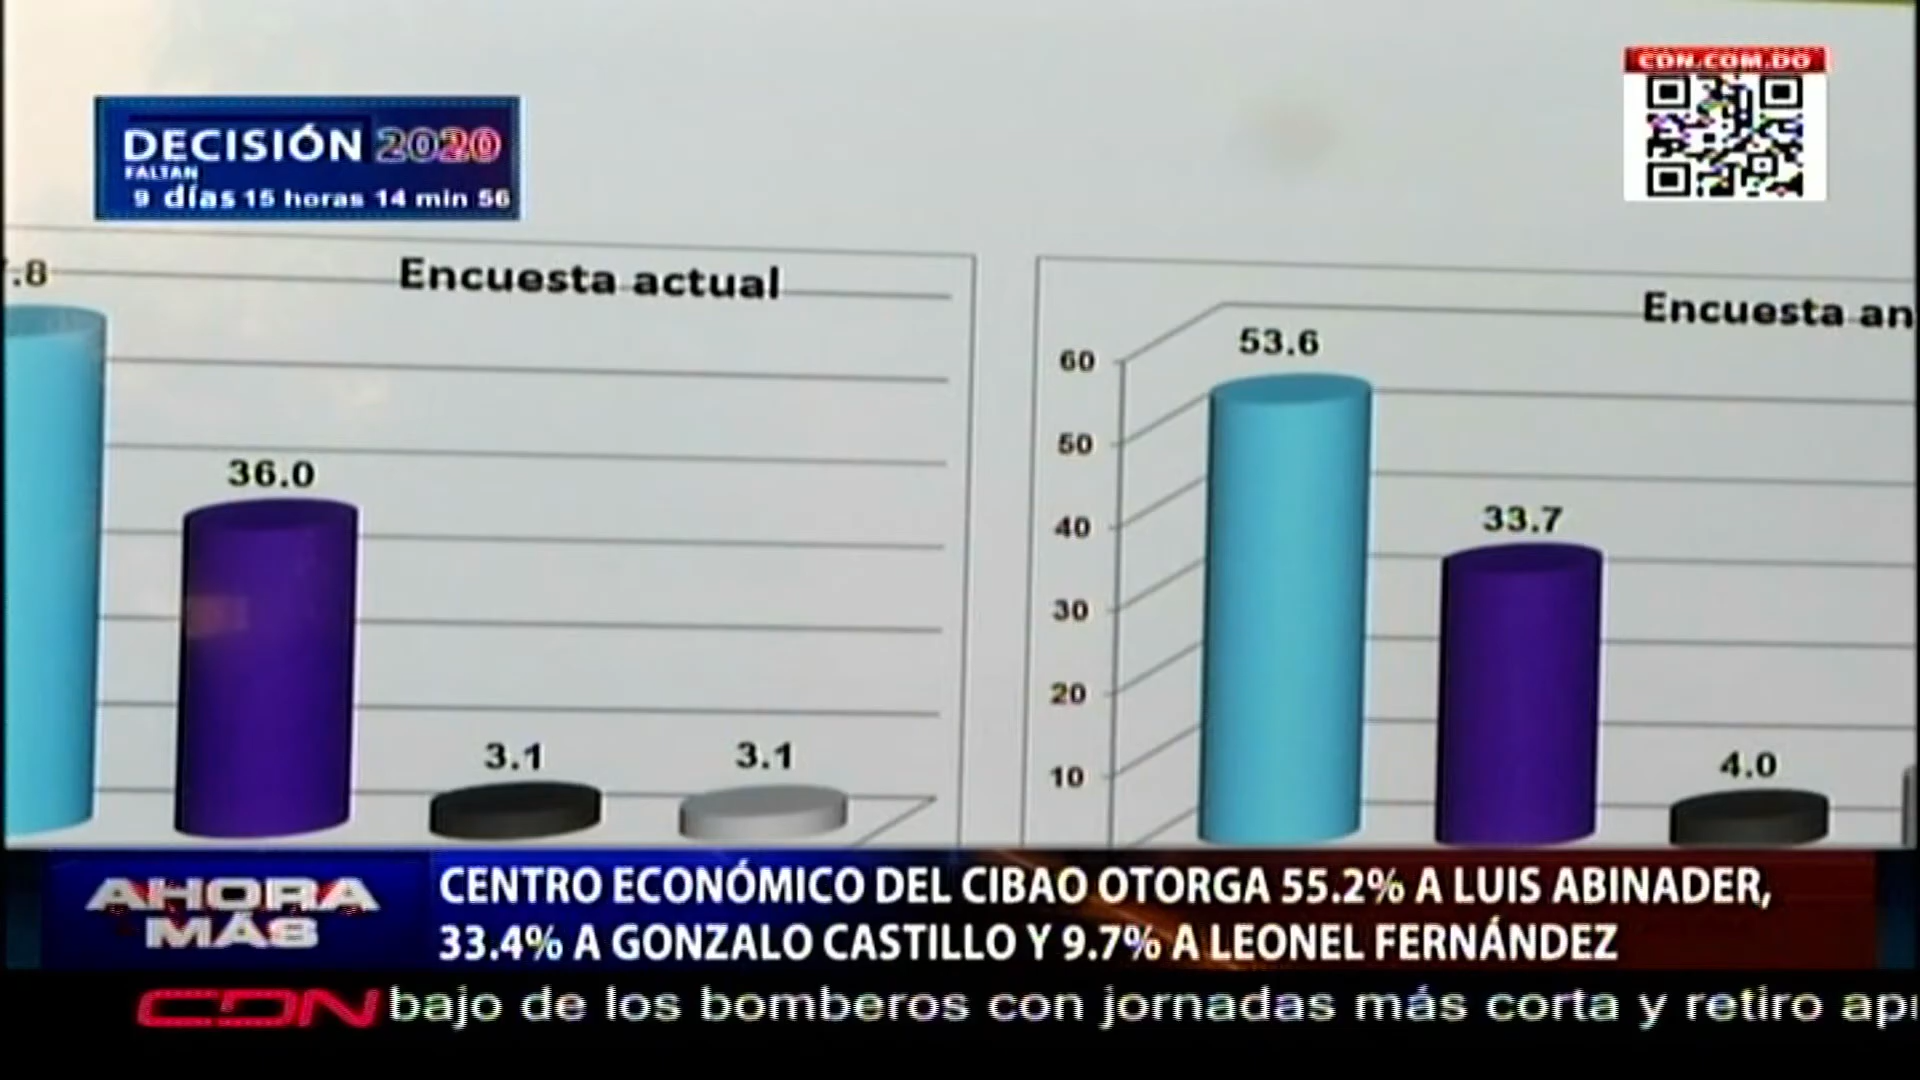 CDN.COM.DO
DECISIÓN 2020
FALTAN
9 días 15 horas 14 min 56
.8
Encuesta actual
36.0
3.1
3.1
Encuesta an
53.6
33.7
4.0
60
50
40
30
20
10
AHORA
MÁS
CENTRO ECONÓMICO DEL CIBAO OTORGA 55.2% A LUIS ABINADER,
33.4% A GONZALO CASTILLO Y 9.7% A LEONEL FERNÁNDEZ
CDN bajo de los bomberos con jornadas más corta y retiro